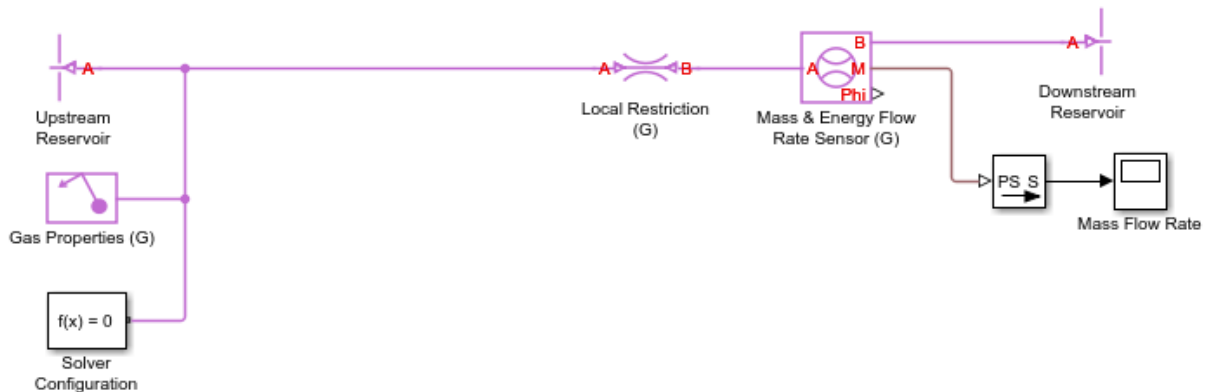 A
Upstream
Reservoir
A
B
Local Restriction
(G)
B
A
M
Phi
Mass & Energy Flow
Rate Sensor (G)
A
Downstream
Reservoir
PS S
Mass Flow Rate
Gas Properties (G)
f(x) = 0
Solver
Configuration